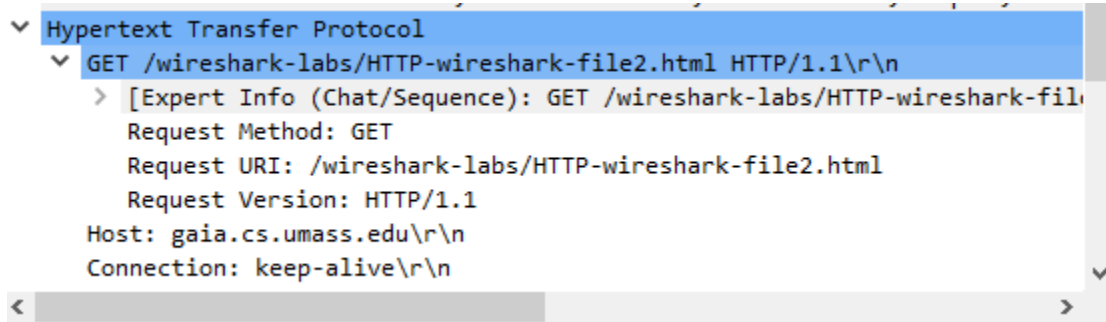 Hypertext Transfer Protocol
GET /wireshark-labs/HTTP-wireshark-file2.html HTTP/1.1\r\n
[Expert Info (Chat/Sequence): GET /wireshark-labs/HTTP-wireshark-fil
Request Method: GET
Request URI: /wireshark-labs/HTTP-wireshark-file2.html
Request Version: HTTP/1.1
Host: gaia.cs.umass.edu\r\n
Connection: keep-alive\r\n